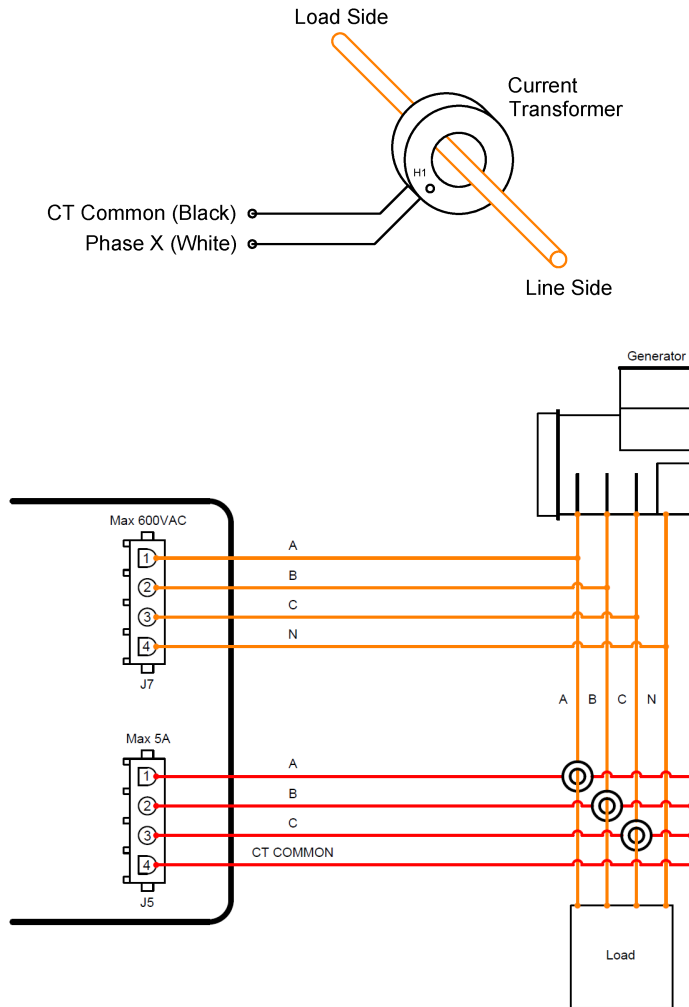 Load Side
Current
Transformer
H1
CT Common (Black)
Phase X (White)
Line Side
Generator
Max 600VAC
1
A
2
B
3
C
4
N
J7
A B C N
Max 5A
1
A
2
B
3
C
4
CT COMMON
J5
Load